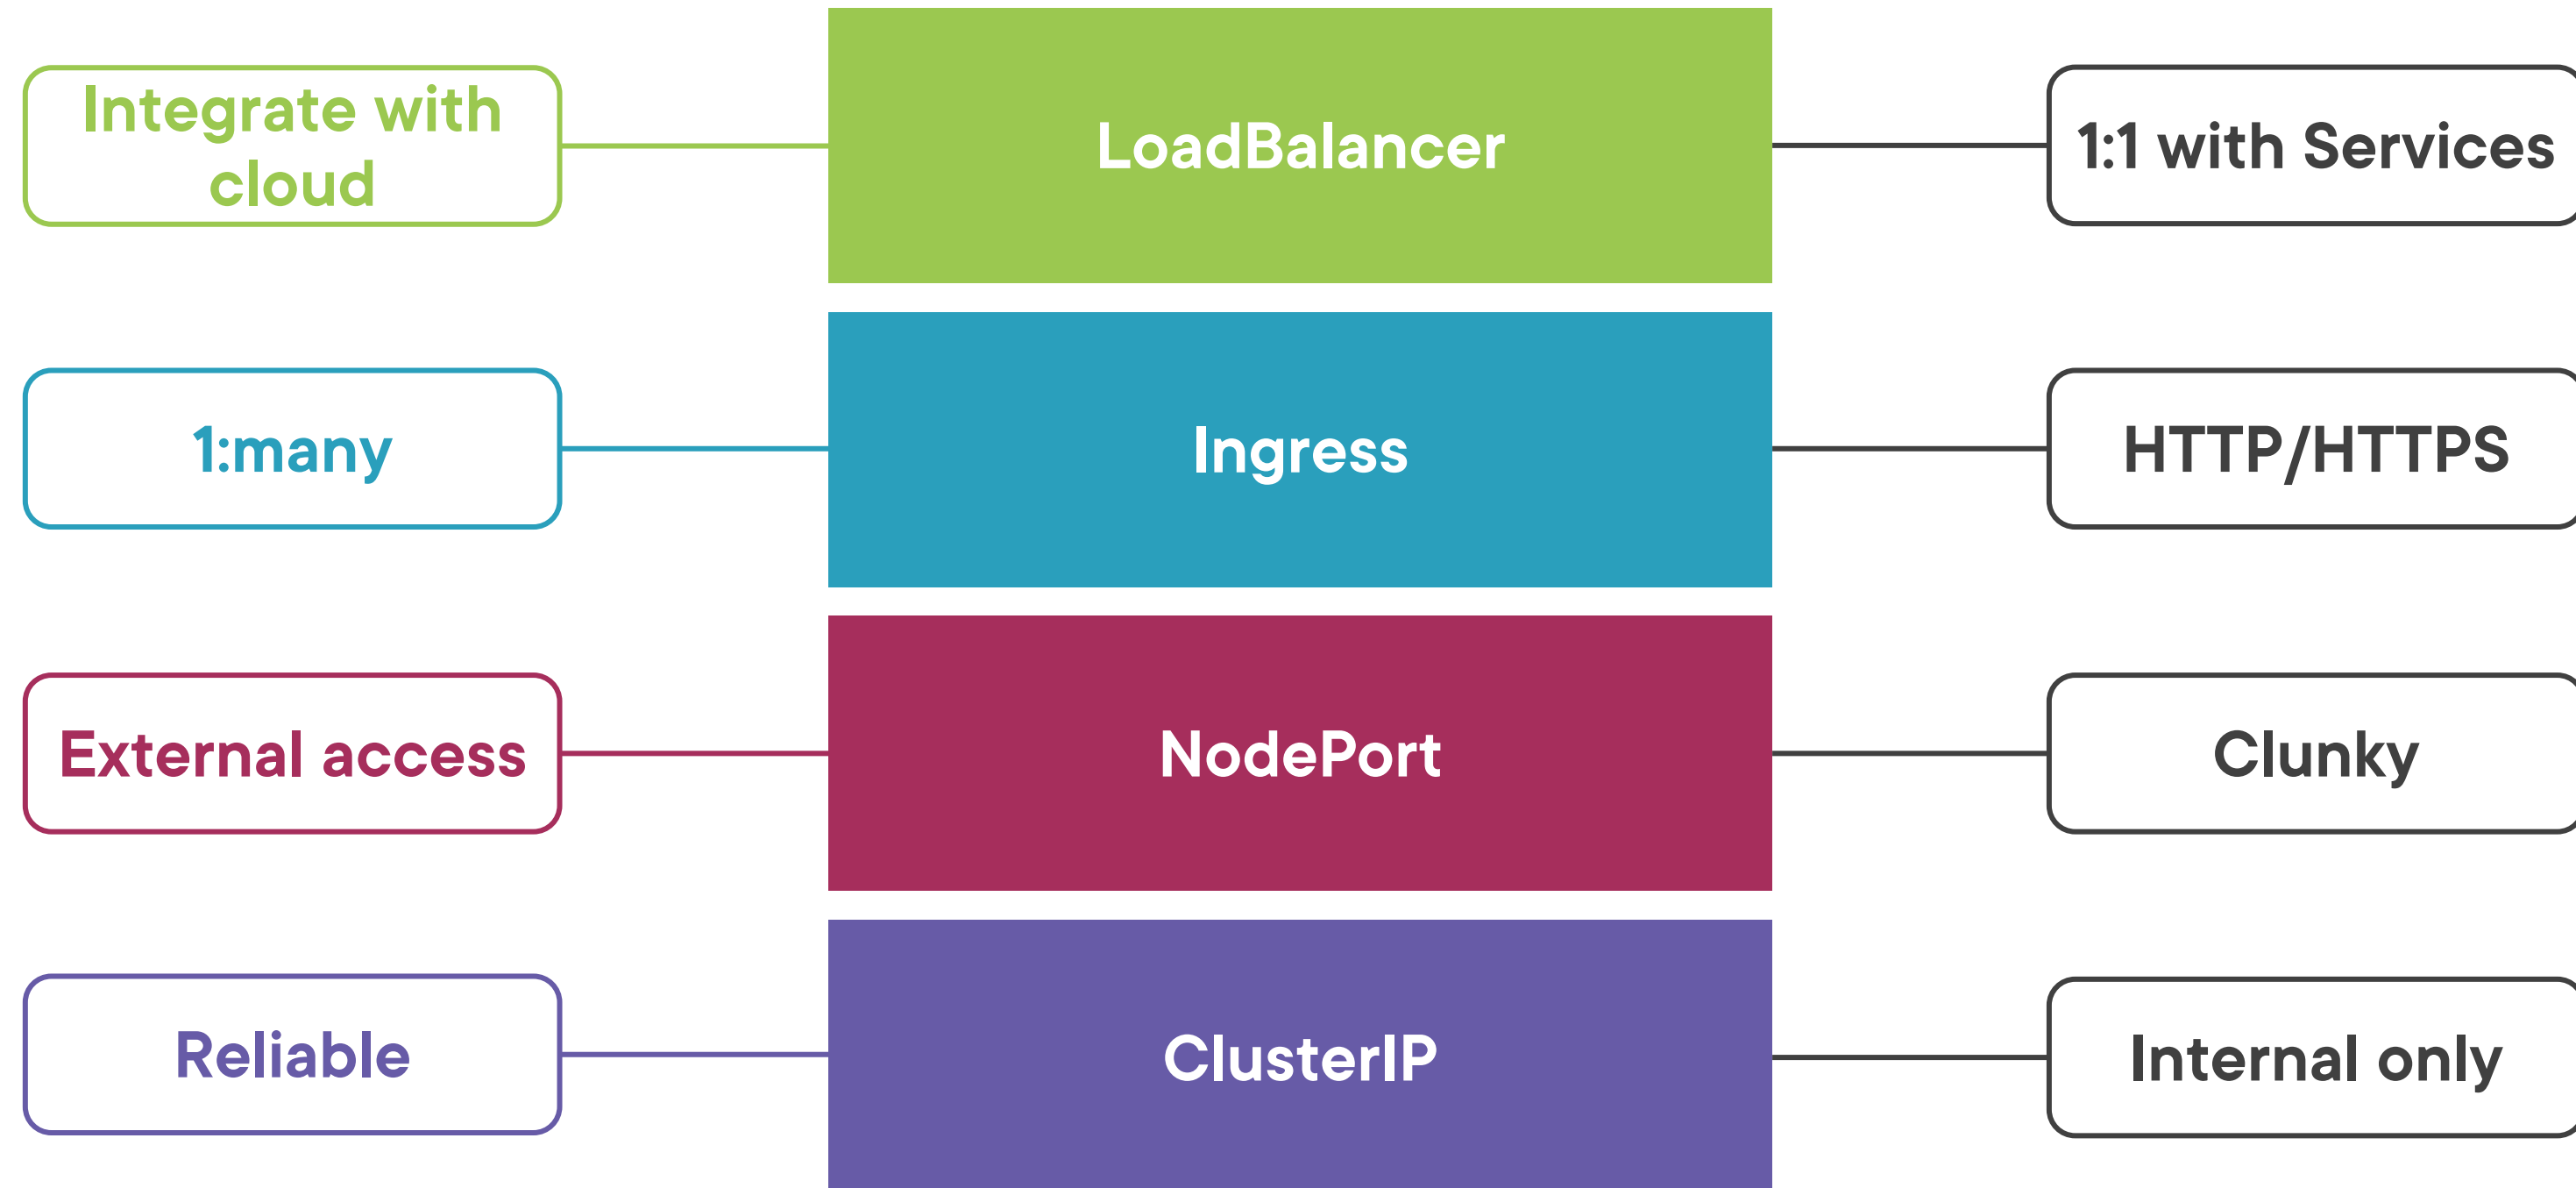 Integrate with
cloud
LoadBalancer
1:1 with Services
1:many
Ingress
HTTP/HTTPS
External access
NodePort
Clunky
Reliable
ClusterIP
Internal only